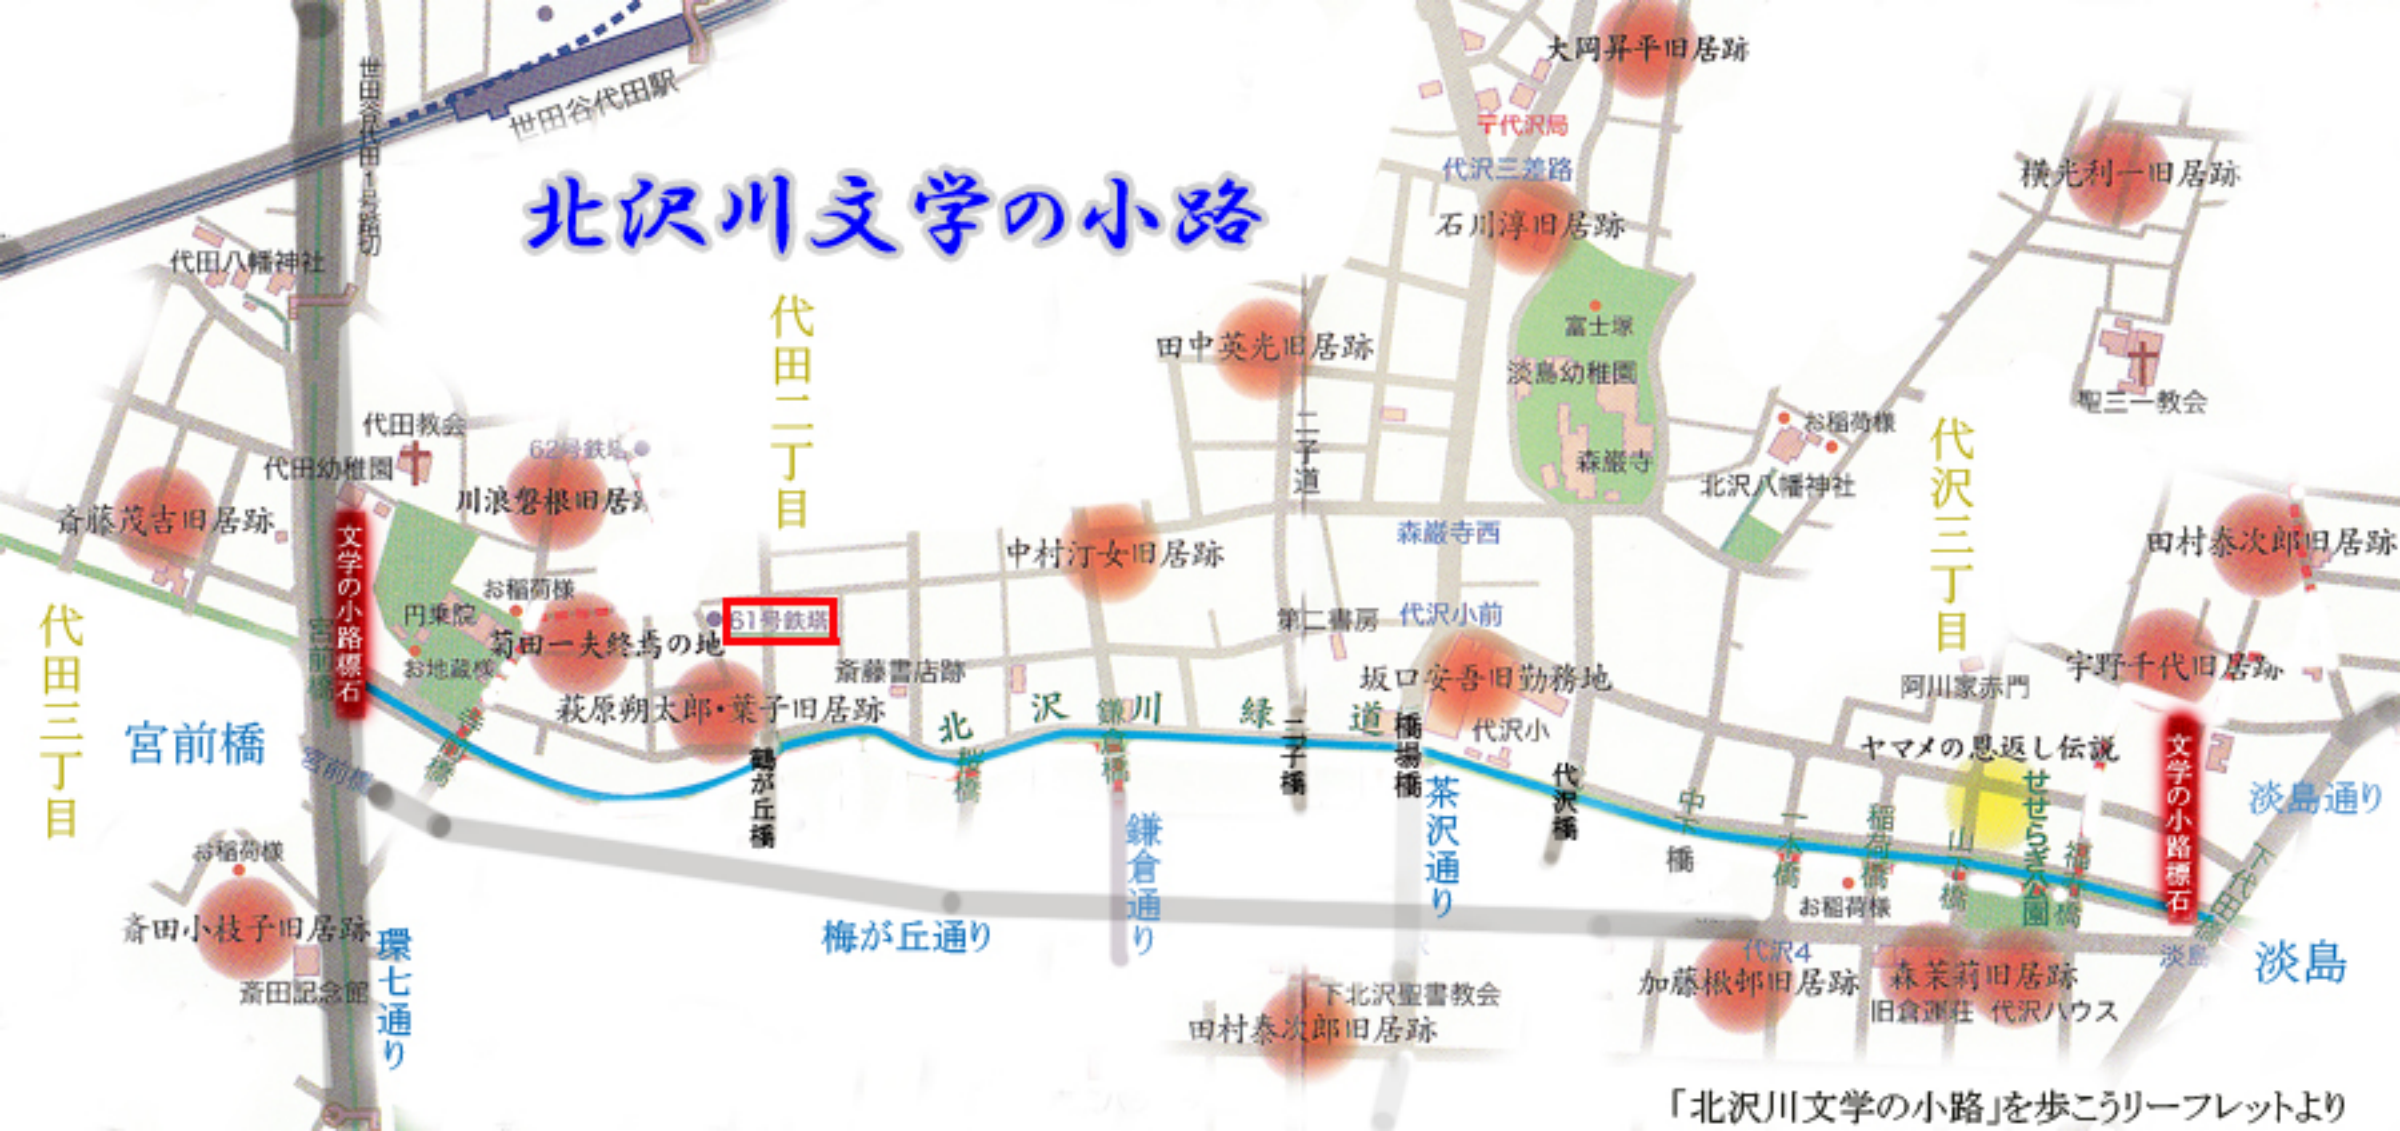 世田谷代田1号踏切
世田谷代田駅
大岡昇平旧居跡
〒代沢局
代沢三差路
石川淳旧居跡
横光利一旧居跡
北沢川文学の小路
代田八幡神社
代田二丁目
田中英光旧居跡
二子道
富士塚
淡島幼稚園
森巌寺
聖三一教会
お稲荷様
北沢八幡神社
代沢三丁目
代田教会
代田幼稚園
62号鉄塔
川浪磐根旧居跡
斎藤茂吉旧居跡
文学の小路標石
宮前橋
お稲荷様
円乗院
菊田一夫終焉の地
お地蔵様
61号鉄塔
中村汀女旧居跡
森巌寺西
第二書房
代沢小前
田村泰次郎旧居跡
宇野千代旧居跡
代田三丁目
宮前橋
宮前橋
斎藤書店跡
萩原朔太郎・葉子旧居跡
鶴が丘橋
北沢川緑道
桜橋
鎌倉橋
二子橋
橋場橋
坂口安吾旧勤務地
代沢小
代沢橋
阿川家赤門
ヤマメの恩返し伝説
せせらぎ公園
文学の小路標石
淡島通り
中下橋
一本橋
稲荷橋
山下橋
お稲荷様
鎌倉通り
茶沢通り
梅が丘通り
お稲荷様
斎田小枝子旧居跡
斎田記念館
環七通り
下北沢聖書教会
田村泰次郎旧居跡
代沢4
加藤楸邨旧居跡
森茉莉旧居跡
旧倉運荘 代沢ハウス
淡島
淡島
「北沢川文学の小路」を歩こうリーフレットより